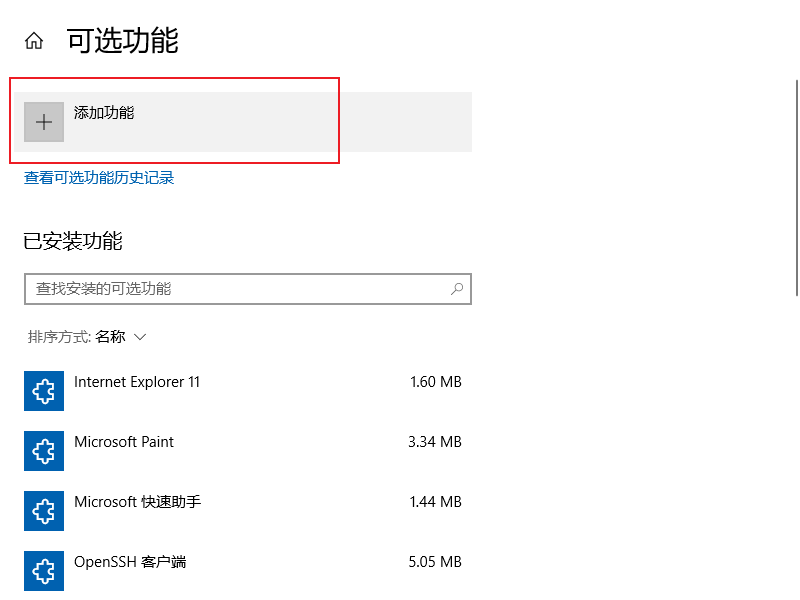 可选功能
添加功能
查看可选功能历史记录
已安装功能
查找安装的可选功能
排序方式: 名称
Internet Explorer 11 1.60 MB
Microsoft Paint 3.34 MB
Microsoft 快速助手 1.44 MB
OpenSSH 客户端 5.05 MB